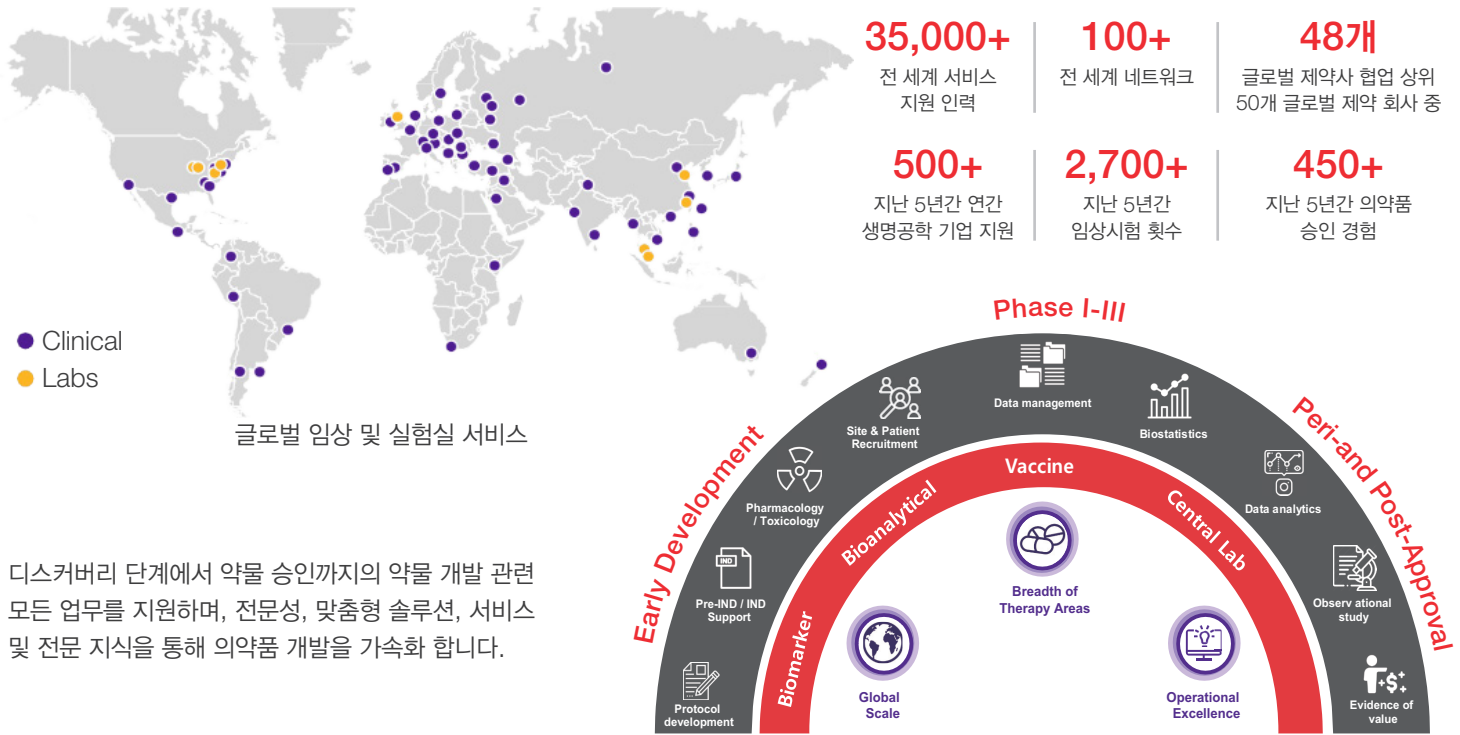 35,000+
전 세계 서비스
지원 인력
100+
전 세계 네트워크
48개
글로벌 제약사 협업 상위
50개 글로벌 제약 회사 중
500+
지난 5년간 연간
생명공학 기업 지원
2,700+
지난 5년간
임상시험 횟수
450+
지난 5년간 의약품
승인 경험
Clinical
Labs
글로벌 임상 및 실험실 서비스
디스커버리 단계에서 약물 승인까지의 약물 개발 관련
모든 업무를 지원하며, 전문성, 맞춤형 솔루션, 서비스
및 전문 지식을 통해 의약품 개발을 가속화 합니다.
Early Development
Phase I-III
Peri-and Post-Approval
Protocol
development
IND
Pre-IND / IND
Support
Pharmacology
/ Toxicology
Site & Patient
Recruitment
Data management
Biostatistics
Data analytics
Observ ational
study
+$+
Evidence of
value
Biomarker
Bioanalytical
Vaccine
Central Lab
Global
Scale
Breadth of
Therapy Areas
Operational
Excellence